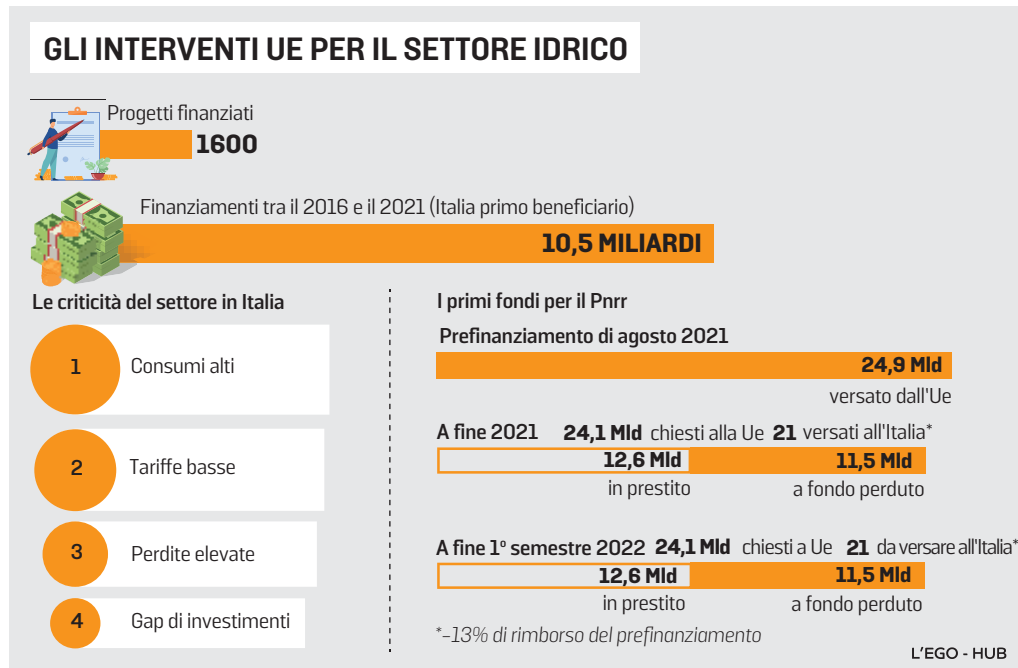 GLI INTERVENTI UE PER IL SETTORE IDRICO
Progetti finanziati
1600
Finanziamenti tra il 2016 e il 2021 (Italia primo beneficiario)
10,5 MILIARDI
Le criticità del settore in Italia
1 Consumi alti
2 Tariffe basse
3 Perdite elevate
4 Gap di investimenti
I primi fondi per il Pnrr
Prefinanziamento di agosto 2021
24,9 Mld
versato dall'Ue
A fine 2021 24,1 Mld chiesti alla Ue 21 versati all'Italia*
12,6 Mld 11,5 Mld
in prestito a fondo perduto
A fine 1º semestre 2022 24,1 Mld chiesti a Ue 21 da versare all'Italia*
12,6 Mld 11,5 Mld
in prestito a fondo perduto
*-13% di rimborso del prefinanziamento
L'EGO - HUB